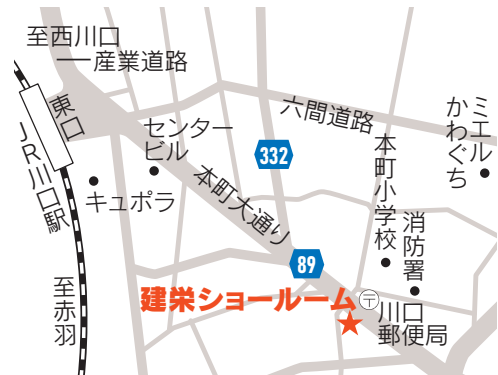 至西川口
産業道路
東口
JR川口駅
至赤羽
キュポラ
センター
ビル
332
六間道路
本町大通り
89
ミエル
かわぐち
本町小学校
消防署
建栄ショールーム
〒
川口
郵便局